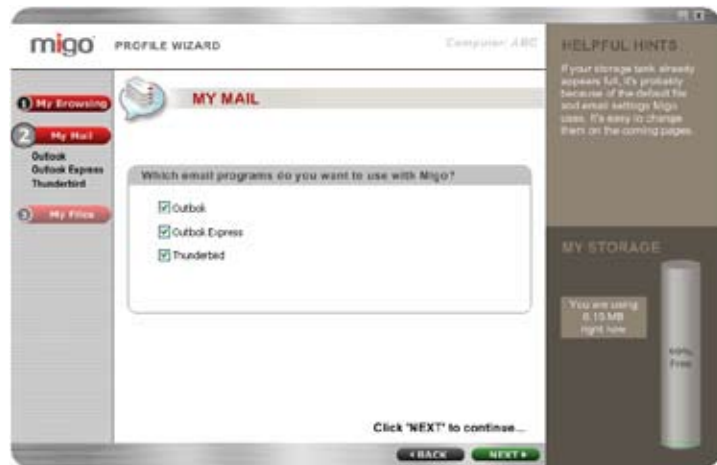 migo PROFILE WIZARD
Computer ABC
1 My Browsing
2 My Mail
Outlook
Outlook Express
Thunderbird
3 My Files
MY MAIL
Which email programs do you want to use with Migo?
Outlook
Outlook Express
Thunderbird
Click "NEXT" to continue...
BACK
NEXT
HELPFUL HINTS
If your storage tank already
appears full, it's probably
because of the default file
and email settings Migo
uses. It's easy to change
them on the coming pages.
MY STORAGE
You are using
MB
right now
Free